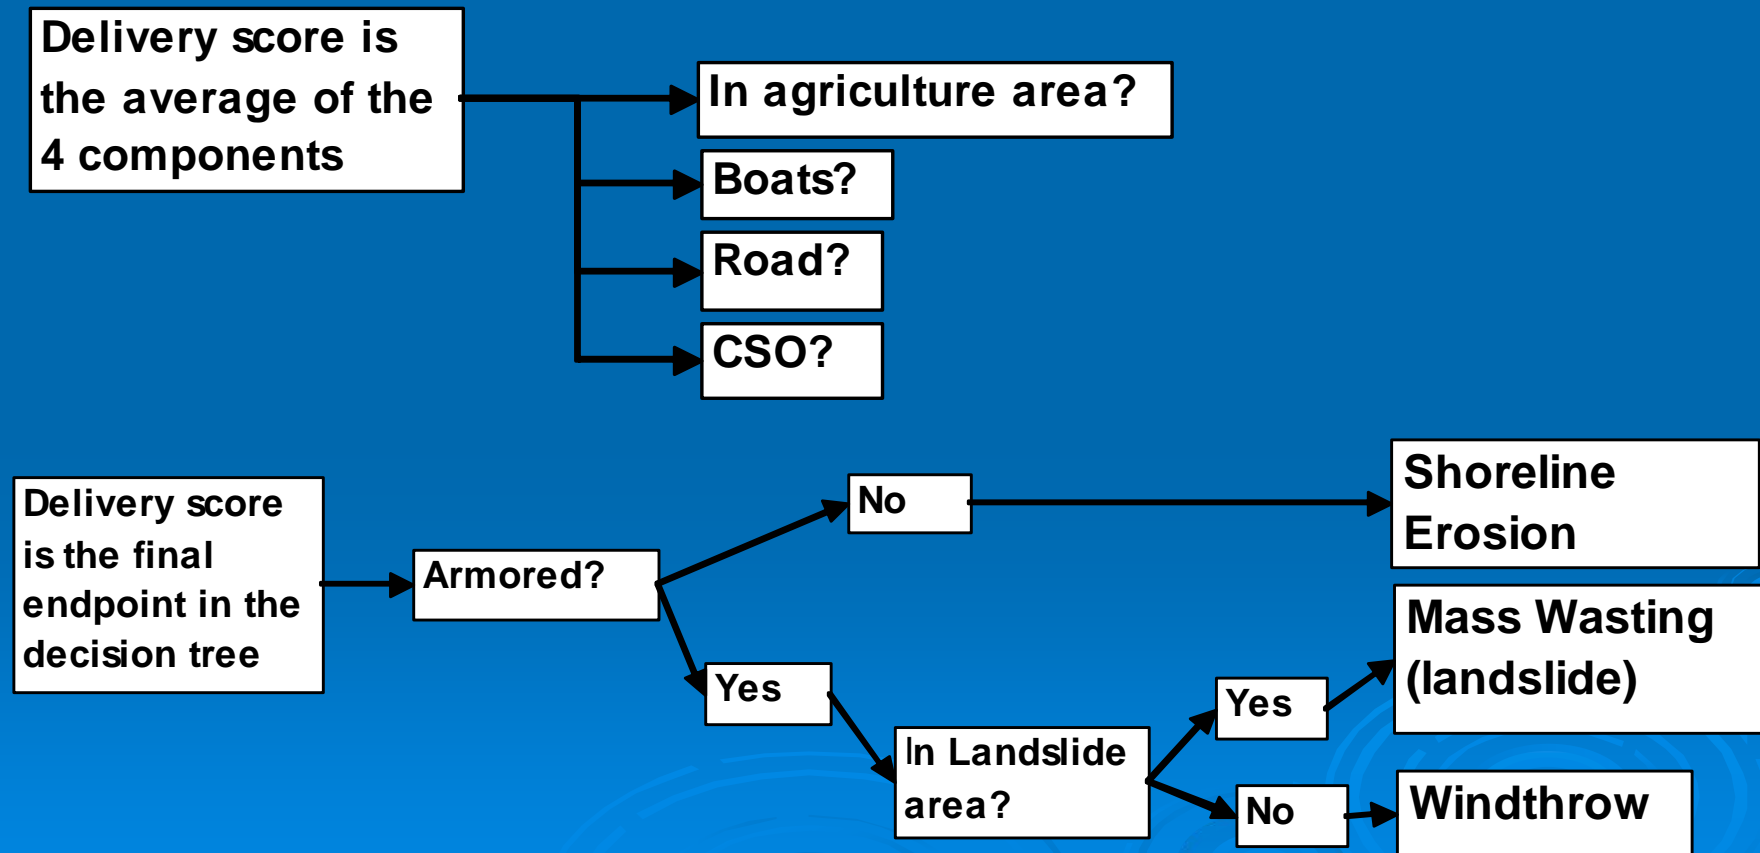 Delivery score is
the average of the
4 components
In agriculture area?
Boats?
Road?
CSO?
Delivery score
is the final
endpoint in the
decision tree
Armored?
No
Shoreline
Erosion
Yes
In Landslide
area?
Yes
Mass Wasting
(landslide)
No
Windthrow